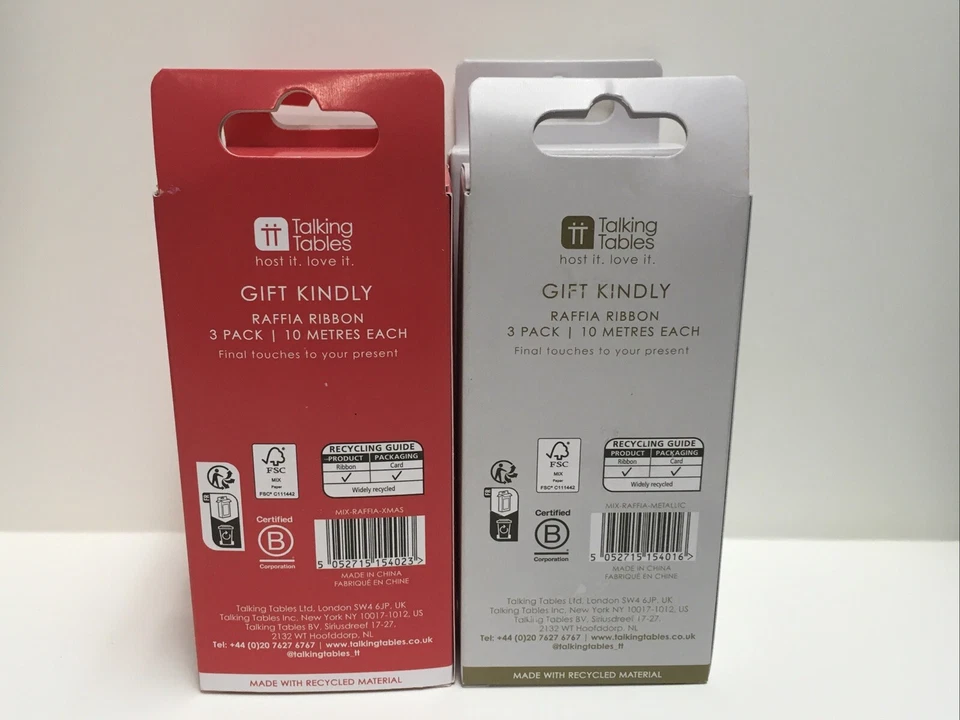 Talking
Tables
host it. love it.
GIFT KINDLY
RAFFIA RIBBON
3 PACK | 10 METRES EACH
Final touches to your present
FSC
MIX
Paper
FSC® C111442
RECYCLING GUIDE
PRODUCT PACKAGING
Ribbon Card
Widely recycled
MIX-RAFFIA-XMAS
Certified
B
Corporation
5 052715 154023 >
MADE IN CHINA
FABRIQUÉ EN CHINE
Talking Tables Ltd, London SW4 6JP, UK
Talking Tables Inc. New York NY 10017-1012, US
Talking Tables BV. Siriusdreef 17-27,
2132 WT Hoofddorp, NL
Tel: +44 (0)20 7627 6767 | www.talkingtables.co.uk
@talkingtables_tt
MADE WITH RECYCLED MATERIAL
Talking
Tables
host it. love it.
GIFT KINDLY
RAFFIA RIBBON
3 PACK | 10 METRES EACH
Final touches to your present
FSC
MIX
Paper
FSC® C111442
RECYCLING GUIDE
PRODUCT PACKAGING
Ribbon Card
Widely recycled
MIX-RAFFIA-METALLIC
Certified
B
Corporation
5 052715 154016 >
MADE IN CHINA
FABRIQUÉ EN CHINE
Talking Tables Ltd, London SW4 6JP, UK
Talking Tables Inc. New York NY 10017-1012, US
Talking Tables BV. Siriusdreef 17-27,
2132 WT Hoofddorp, NL
Tel: +44 (0)20 7627 6767 | www.talkingtables.co.uk
@talkingtables_tt
MADE WITH RECYCLED MATERIAL